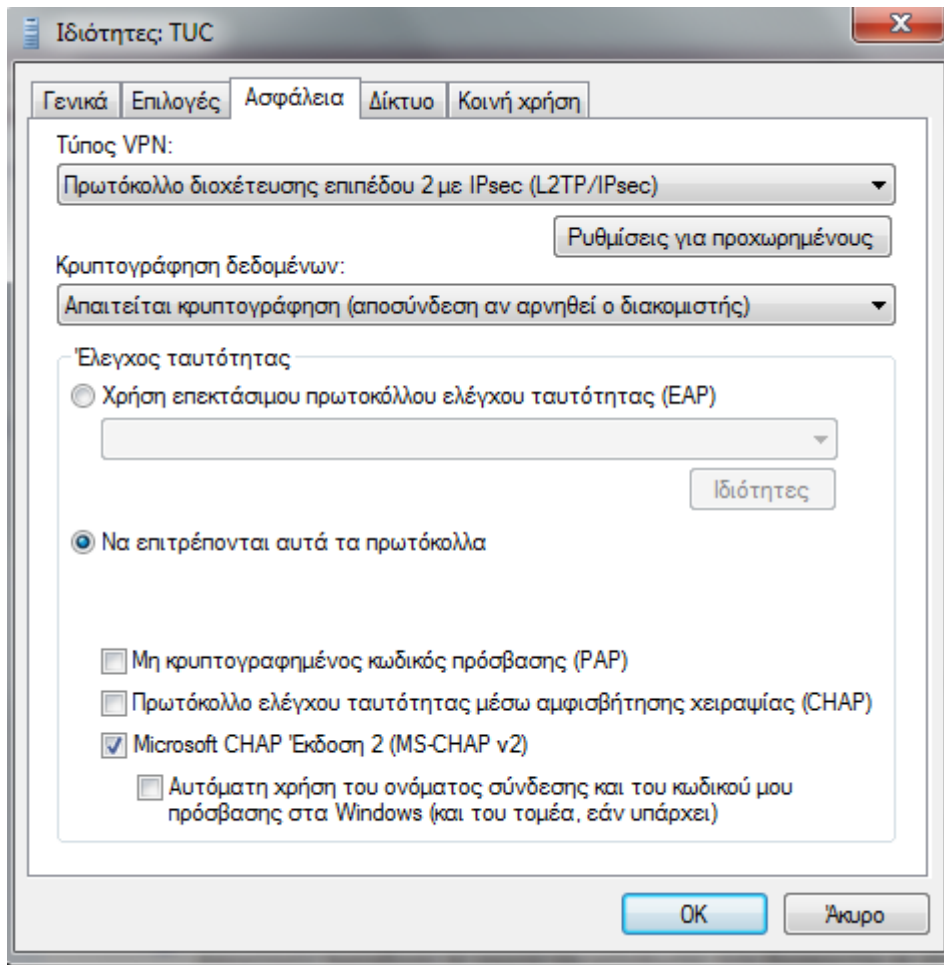 Ιδιότητες: TUC
Γενικά Επιλογές Ασφάλεια Δίκτυο Κοινή χρήση
Τύπος VPN:
Πρωτόκολλο διοχέτευσης επιπέδου 2 με IPsec (L2TP/IPsec)
Ρυθμίσεις για προχωρημένους
Κρυπτογράφηση δεδομένων:
Απαιτείται κρυπτογράφηση (αποσύνδεση αν αρνηθεί ο διακομιστής)
Έλεγχος ταυτότητας
Χρήση επεκτάσιμου πρωτοκόλλου ελέγχου ταυτότητας (EAP)
Ιδιότητες
Να επιτρέπονται αυτά τα πρωτόκολλα
Μη κρυπτογραφημένος κωδικός πρόσβασης (PAP)
Πρωτόκολλο ελέγχου ταυτότητας μέσω αμφισβήτησης χειραψίας (CHAP)
Microsoft CHAP Έκδοση 2 (MS-CHAP v2)
Αυτόματη χρήση του ονόματος σύνδεσης και του κωδικού μου
πρόσβασης στα Windows (και του τομέα, εάν υπάρχει)
OK Άκυρο